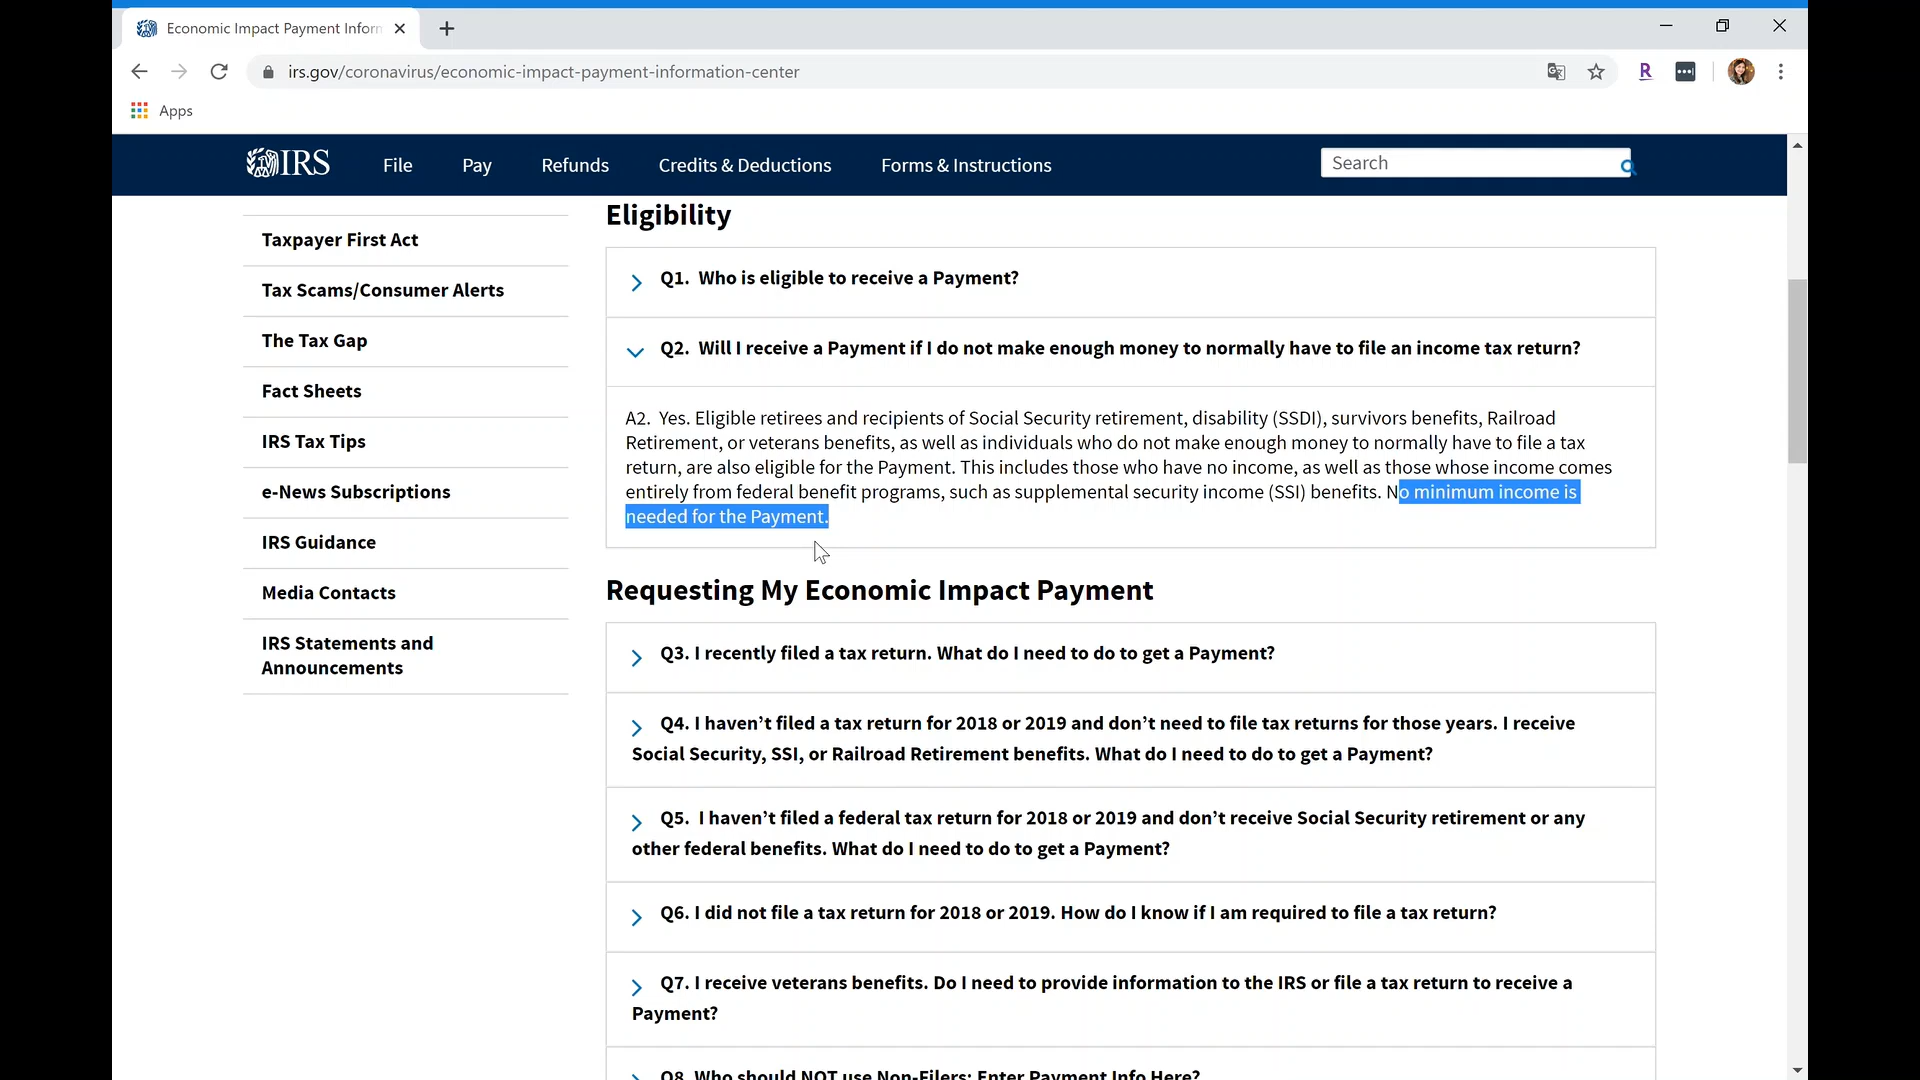 Economic Impact Payment Inforn
irs.gov/coronavirus/economic-impact-payment-information-center
R
Apps
IRS
File
Pay
Refunds
Credits & Deductions
Forms & Instructions
Search
Taxpayer First Act
Tax Scams/Consumer Alerts
The Tax Gap
Fact Sheets
IRS Tax Tips
e-News Subscriptions
IRS Guidance
Media Contacts
IRS Statements and
Announcements
Eligibility
Q1. Who is eligible to receive a Payment?
Q2. Will I receive a Payment if I do not make enough money to normally have to file an income tax return?
A2. Yes. Eligible retirees and recipients of Social Security retirement, disability (SSDI), survivors benefits, Railroad
Retirement, or veterans benefits, as well as individuals who do not make enough money to normally have to file a tax
return, are also eligible for the Payment. This includes those who have no income, as well as those whose income comes
entirely from federal benefit programs, such as supplemental security income (SSI) benefits. No minimum income is
needed for the Payment.
Requesting My Economic Impact Payment
Q3. I recently filed a tax return. What do I need to do to get a Payment?
Q4. I haven’t filed a tax return for 2018 or 2019 and don’t need to file tax returns for those years. I receive
Social Security, SSI, or Railroad Retirement benefits. What do I need to do to get a Payment?
Q5. I haven’t filed a federal tax return for 2018 or 2019 and don’t receive Social Security retirement or any
other federal benefits. What do I need to do to get a Payment?
Q6. I did not file a tax return for 2018 or 2019. How do I know if I am required to file a tax return?
Q7. I receive veterans benefits. Do I need to provide information to the IRS or file a tax return to receive a
Payment?
Q8. Who should NOT use Non-Filers: Enter Payment Info Here?